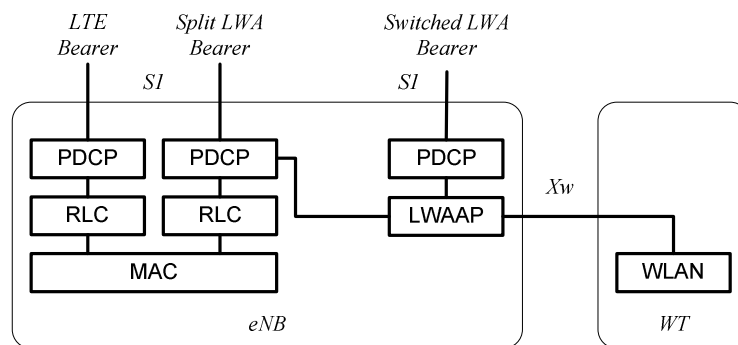 LTE
Bearer
Split LWA
Bearer
Switched LWA
Bearer
S1
S1
PDCP
PDCP
PDCP
Xw
RLC
RLC
LWAAP
MAC
WLAN
eNB
WT